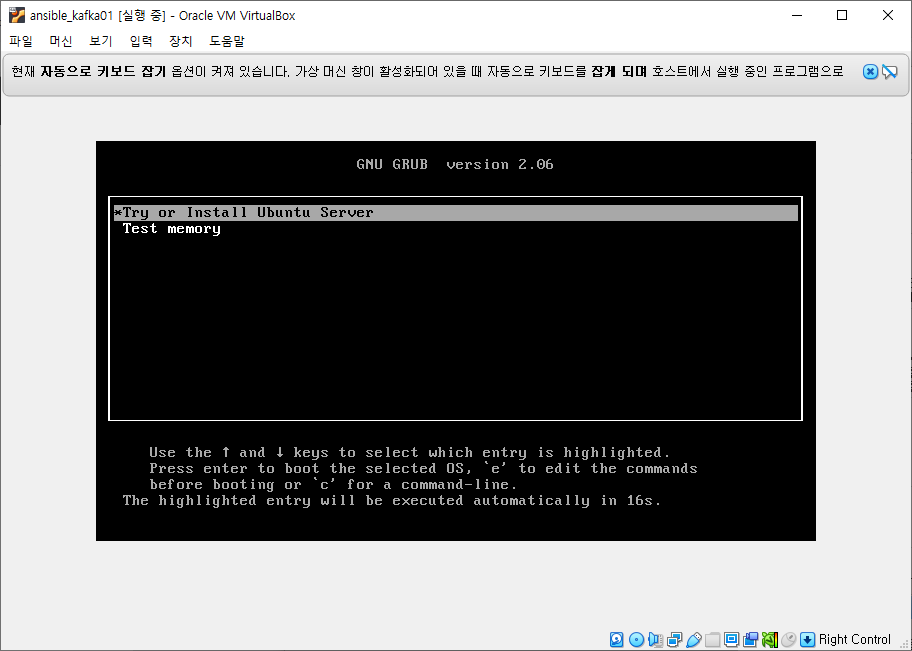 ansible_kafka01 [실행 중] - Oracle VM VirtualBox
파일 머신 보기 입력 장치 도움말
현재 자동으로 키보드 잡기 옵션이 켜져 있습니다. 가상 머신 창이 활성화되어 있을 때 자동으로 키보드를 잡게 되며 호스트에서 실행 중인 프로그램으로
GNU GRUB version 2.06
*Try or Install Ubuntu Server
Test memory
Use the ↑ and ↓ keys to select which entry is highlighted.
Press enter to boot the selected OS, `e' to edit the commands
before booting or `c' for a command-line.
The highlighted entry will be executed automatically in 16s.
Right Control